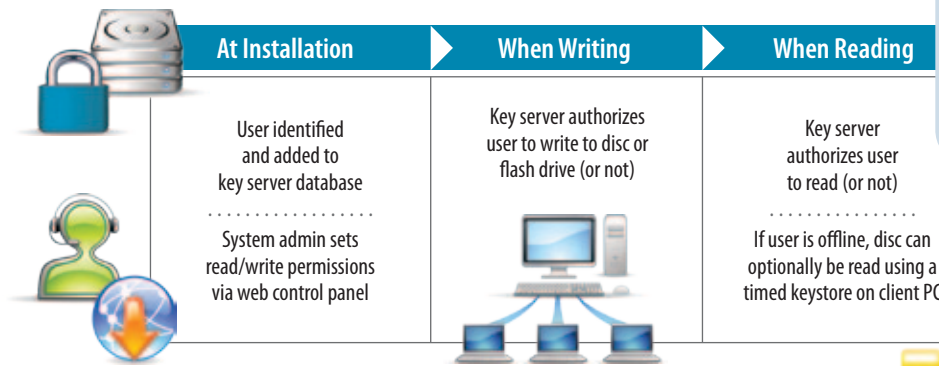 At Installation
When Writing
When Reading
User identified
and added to
key server database
System admin sets
read/write permissions
via web control panel
Key server authorizes
user to write to disc or
flash drive (or not)
Key server
authorizes user
to read (or not)
If user is offline, disc can
optionally be read using a
timed keystore on client PC